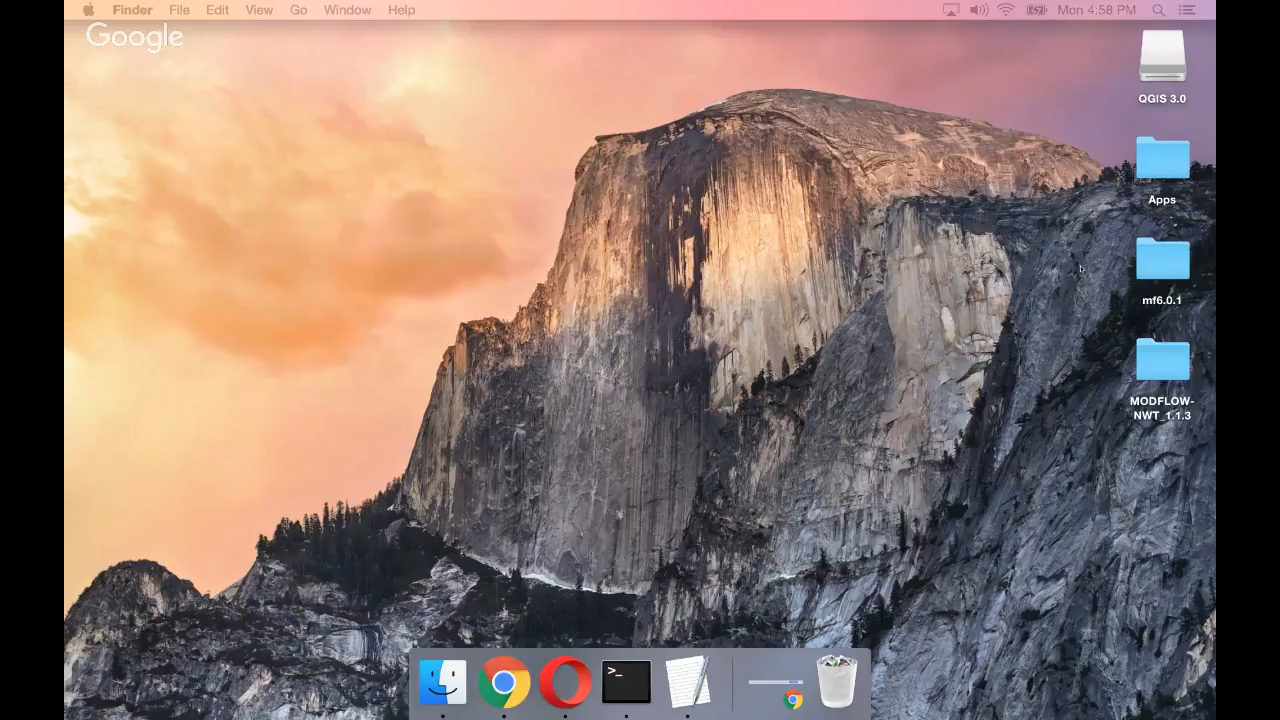 Finder File Edit View Go Window Help Mon 4:58 PM
Google
QGIS 3.0
Apps
mf6.0.1
MODFLOW-
NWT_1.1.3
>_